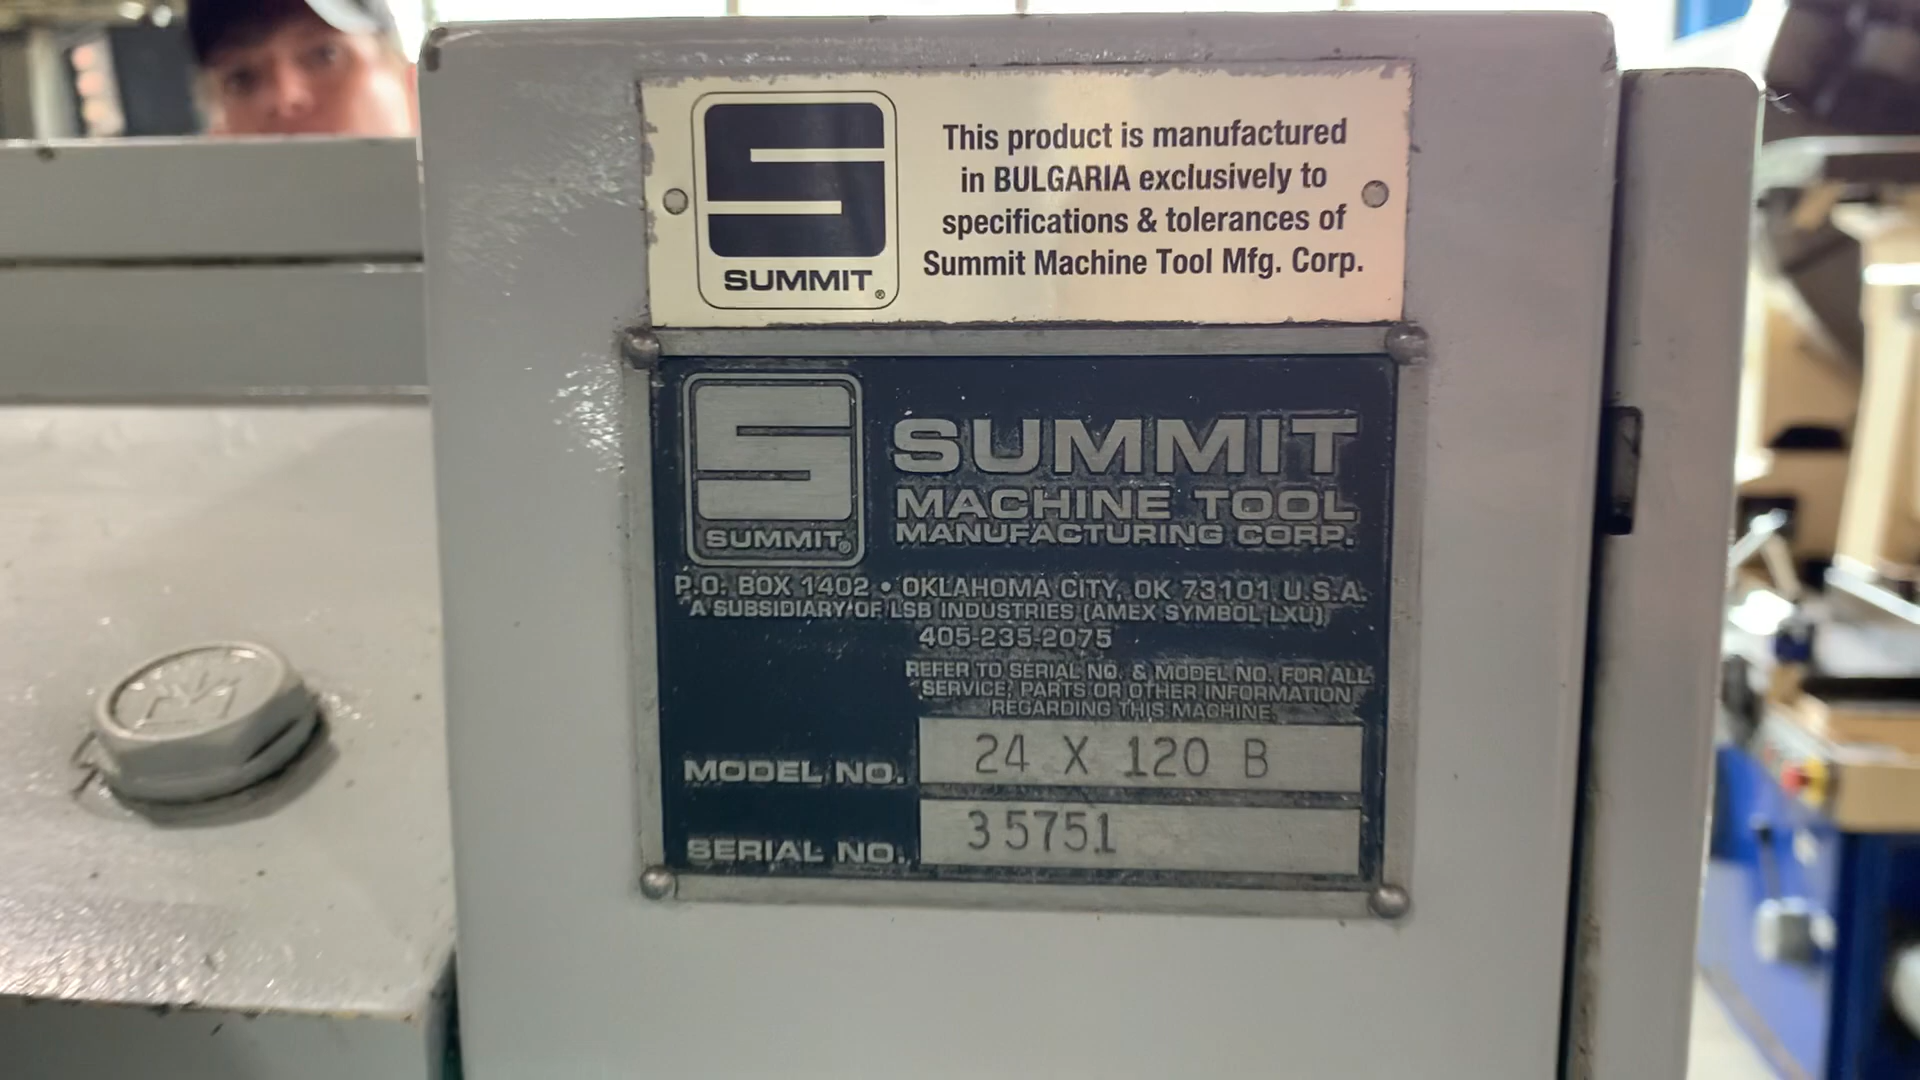 This product is manufactured
in BULGARIA exclusively to
specifications & tolerances of
Summit Machine Tool Mfg. Corp.
SUMMIT®
SUMMIT
MACHINE TOOL
MANUFACTURING CORP.
SUMMIT®
P.O. BOX 1402 • OKLAHOMA CITY, OK 73101 U.S.A.
A SUBSIDIARY OF LSB INDUSTRIES (AMEX SYMBOL LXU)
405-235-2075
REFER TO SERIAL NO. & MODEL NO. FOR ALL
SERVICE, PARTS OR OTHER INFORMATION
REGARDING THIS MACHINE.
MODEL NO. 24 X 120 B
SERIAL NO. 35751